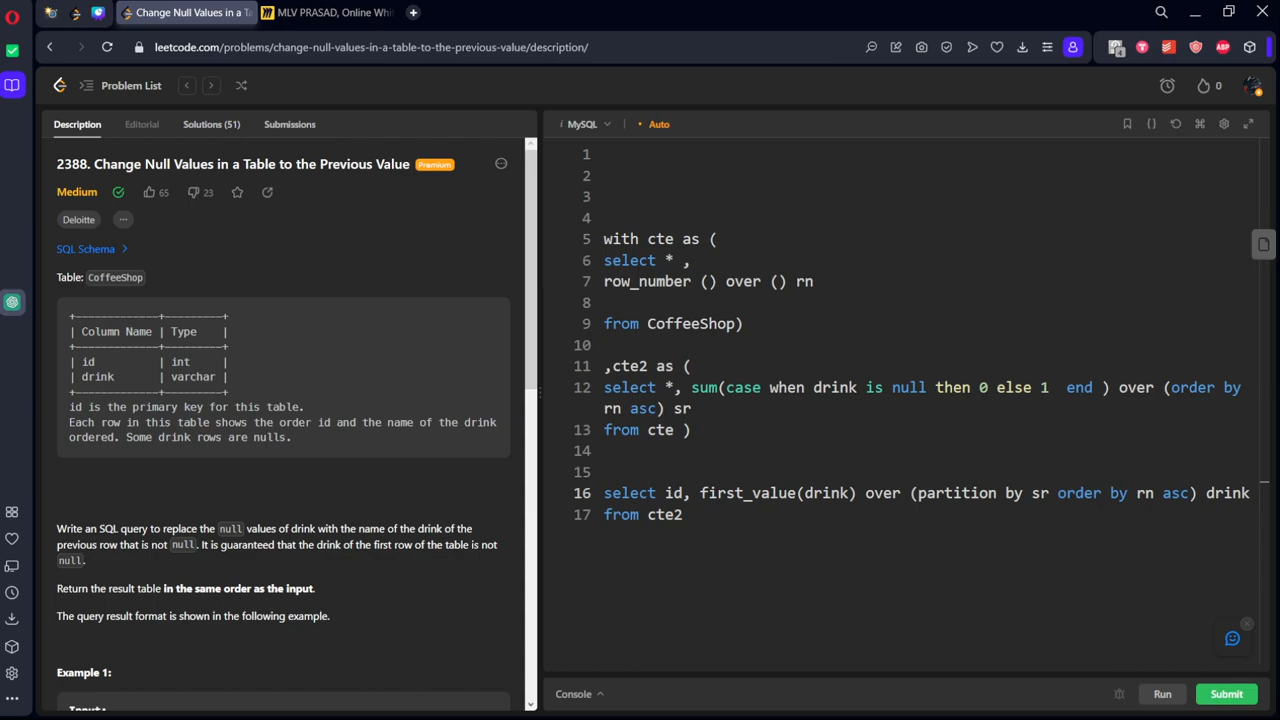 Change Null Values in a Ta
MLV PRASAD, Online Whi
leetcode.com/problems/change-null-values-in-a-table-to-the-previous-value/description/
Problem List
0
Description Editorial Solutions (51) Submissions
MySQL
Auto
2388. Change Null Values in a Table to the Previous Value Premium
Medium 65 23
Deloitte
SQL Schema
Table: CoffeeShop
+-------------+---------+
| Column Name | Type |
+-------------+---------+
| id | int |
| drink | varchar |
+-------------+---------+
id is the primary key for this table.
Each row in this table shows the order id and the name of the drink
ordered. Some drink rows are nulls.
Write an SQL query to replace the null values of drink with the name of the drink of the
previous row that is not null. It is guaranteed that the drink of the first row of the table is not
null.
Return the result table in the same order as the input.
The query result format is shown in the following example.
Example 1:
Input:
1
2
3
4
5 with cte as (
6 select * ,
7 row_number () over () rn
8
9 from CoffeeShop)
10
11 ,cte2 as (
12 select *, sum(case when drink is null then 0 else 1 end ) over (order by
rn asc) sr
13 from cte )
14
15
16 select id, first_value(drink) over (partition by sr order by rn asc) drink
17 from cte2
Console
Run
Submit